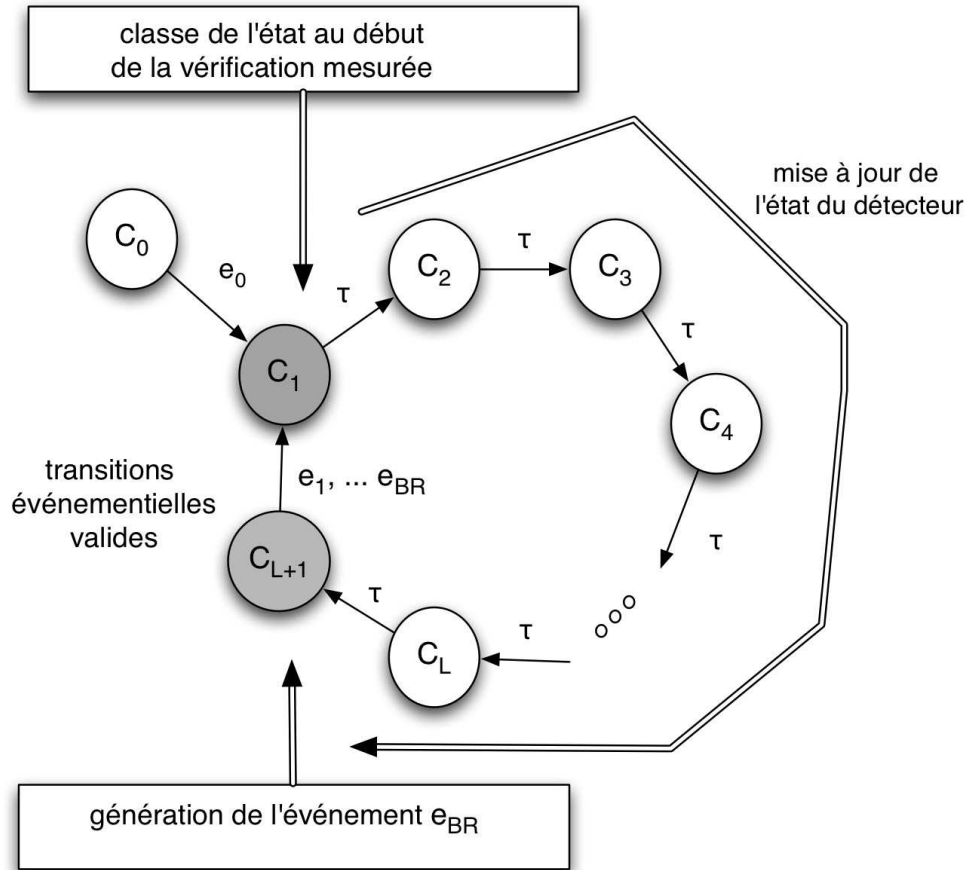 classe de l'état au début
de la vérification mesurée
mise à jour de
l'état du détecteur
C0
e0
τ
C2
τ
C3
τ
C1
C4
transitions
événementielles
valides
e1, ... eBR
τ
CL+1
τ
τ
CL
génération de l'événement eBR